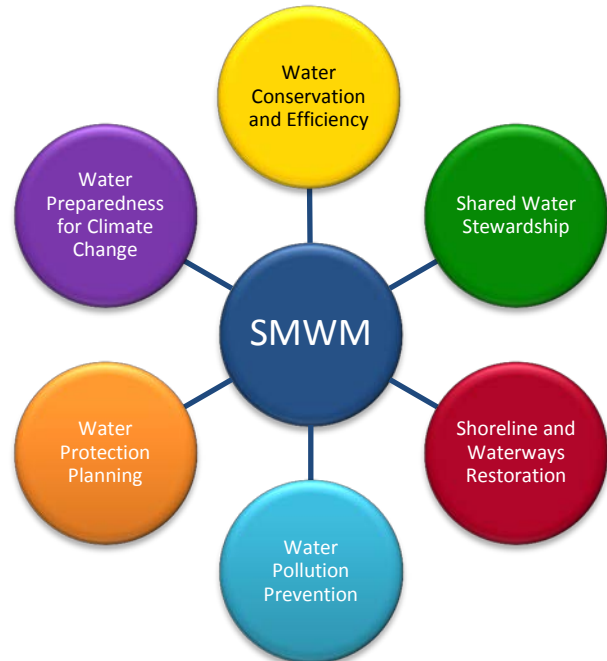 Water
Conservation
and Efficiency
Water
Preparedness
for Climate
Change
Shared Water
Stewardship
SMWM
Water
Protection
Planning
Shoreline and
Waterways
Restoration
Water
Pollution
Prevention